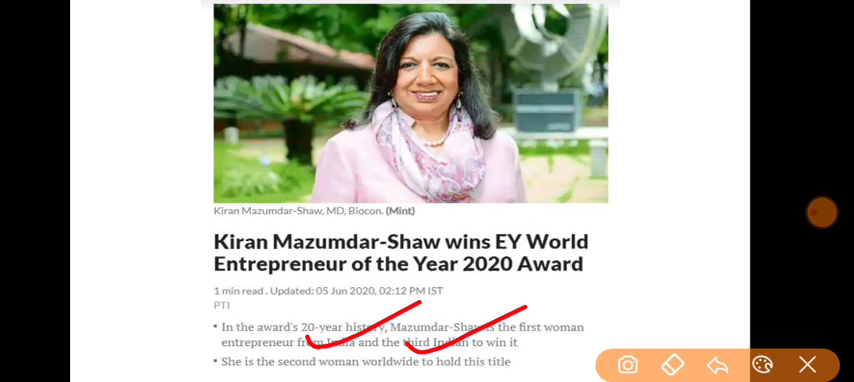 Kiran Mazumdar-Shaw, MD, Biocon. (Mint)
Kiran Mazumdar-Shaw wins EY World
Entrepreneur of the Year 2020 Award
1 min read . Updated: 05 Jun 2020, 02:12 PM IST
PTI
• In the award's 20-year history, Mazumdar-Shaw is the first woman
entrepreneur from India and the third Indian to win it
• She is the second woman worldwide to hold this title